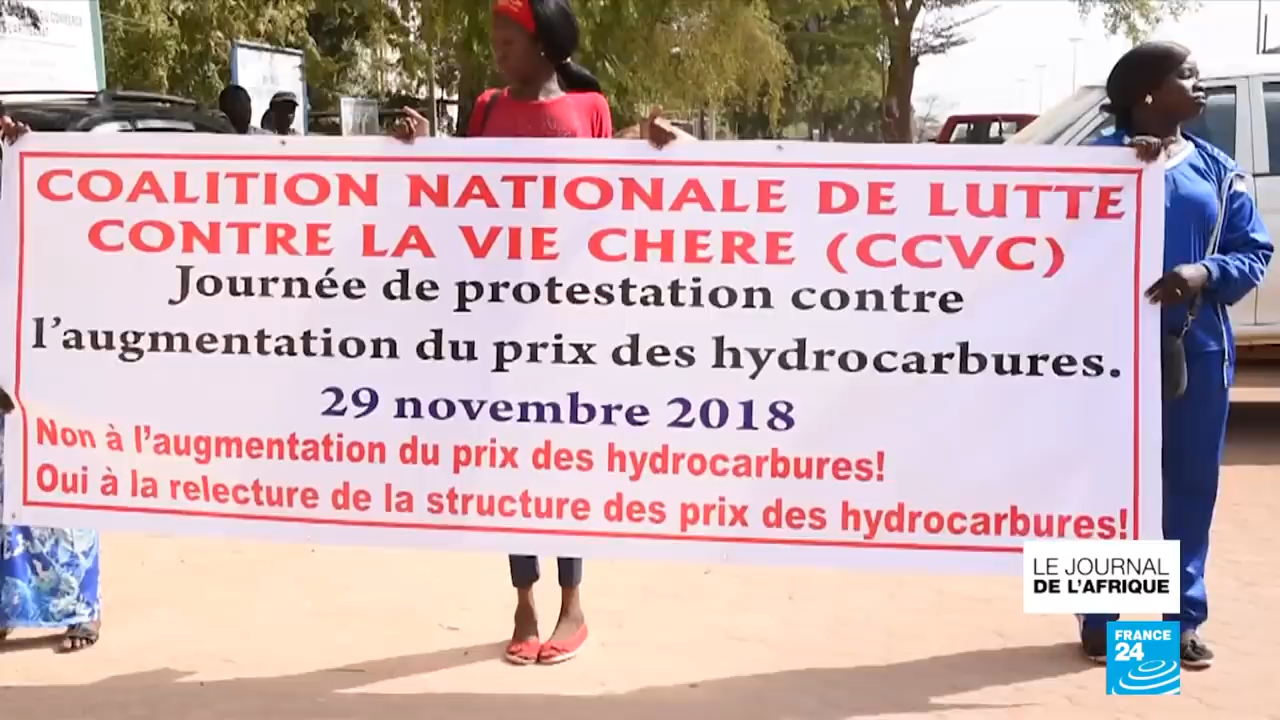 COALITION NATIONALE DE LUTTE
CONTRE LA VIE CHERE (CCVC)
Journée de protestation contre
l'augmentation du prix des hydrocarbures.
29 novembre 2018
Non à l'augmentation du prix des hydrocarbures!
Oui à la relecture de la structure des prix des hydrocarbures!
LE JOURNAL
DE L'AFRIQUE
FRANCE
24